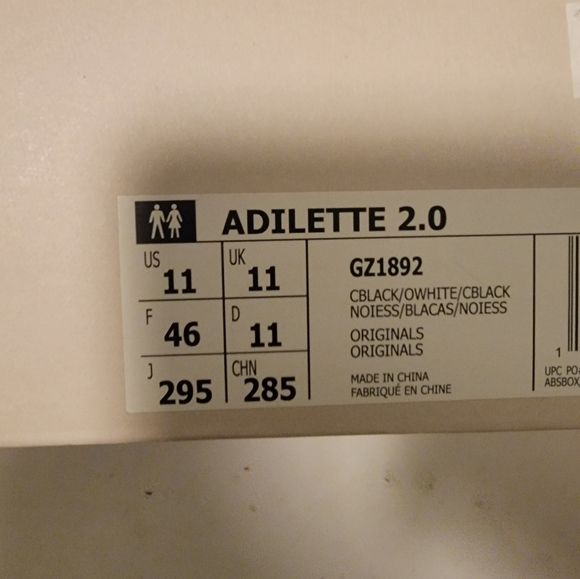 ADILETTE 2.0
US 11 UK 11
F 46 D 11
J 295 CHN 285
GZ1892
CBLACK/OWHITE/CBLACK
NOIESS/BLACAS/NOIESS
ORIGINALS
ORIGINALS
MADE IN CHINA
FABRIQUÉ EN CHINE
1
UPC